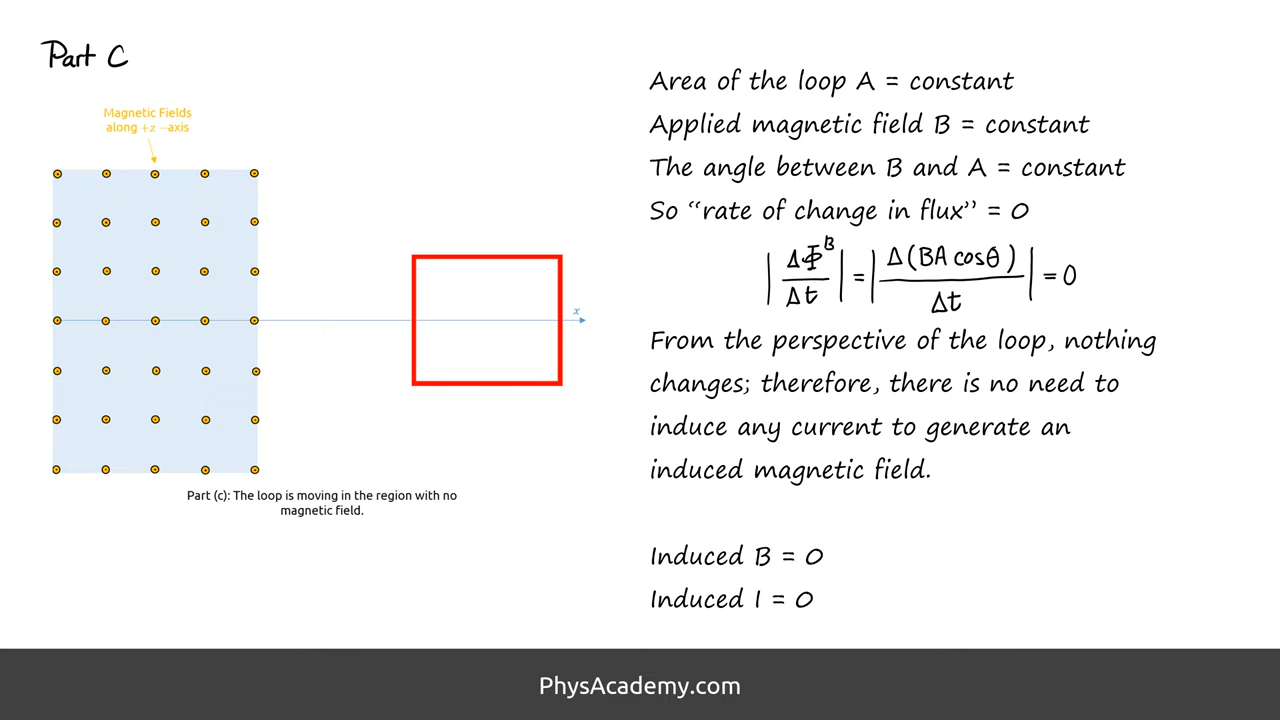 Part C
Magnetic Fields
along +z −axis
x
Part (c): The loop is moving in the region with no
magnetic field.
Area of the loop A = constant
Applied magnetic field B = constant
The angle between B and A = constant
So “rate of change in flux” = 0
|ΔΦ_B/Δt| = |Δ(BA cosθ)/Δt| = 0
From the perspective of the loop, nothing
changes; therefore, there is no need to
induce any current to generate an
induced magnetic field.
Induced B = 0
Induced I = 0
PhysAcademy.com